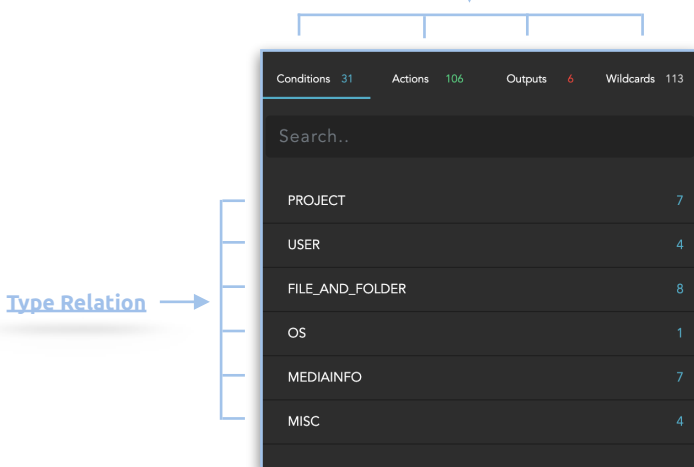 Conditions 31 Actions 106 Outputs 6 Wildcards 113
Search..
PROJECT 7
USER 4
FILE_AND_FOLDER 8
Type Relation
OS 1
MEDIAINFO 7
MISC 4